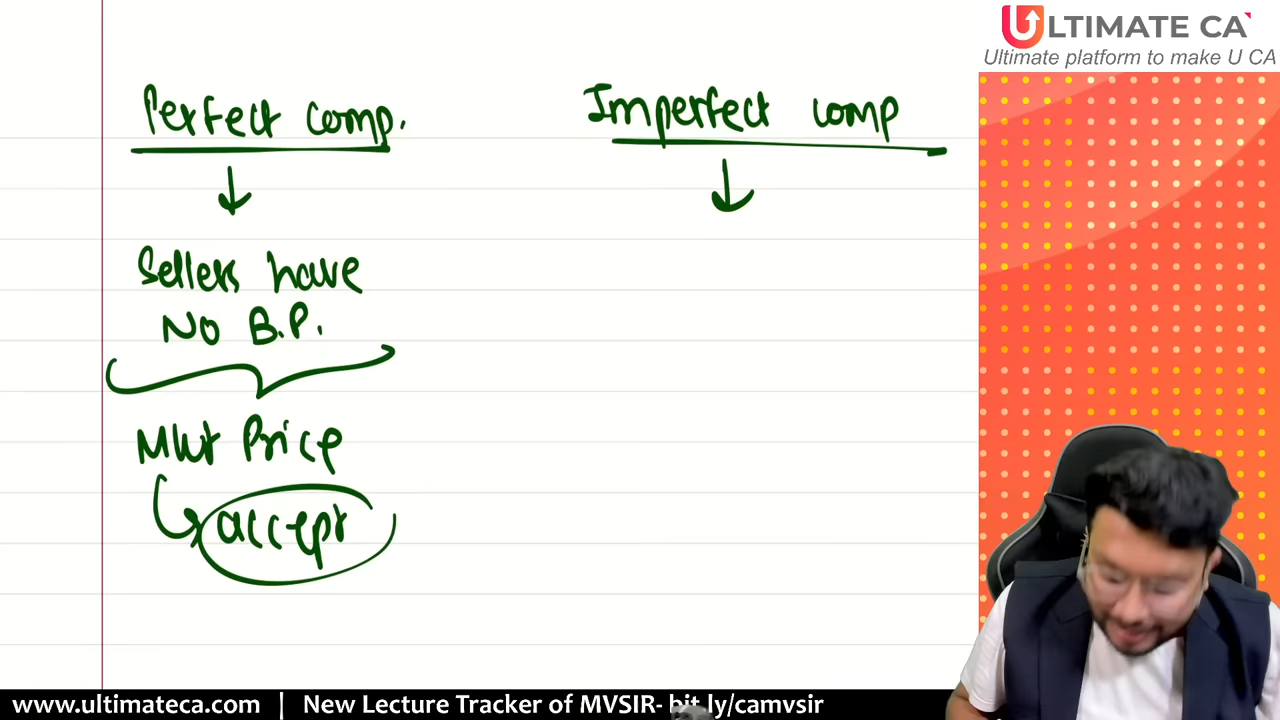 ULTIMATE CA
Ultimate platform to make U CA
Perfect comp.
Imperfect comp
Sellers have
NO B.P.
Mkt Price
accept
www.ultimateca.com | New Lecture Tracker of MVSIR- bit.ly/camvsir